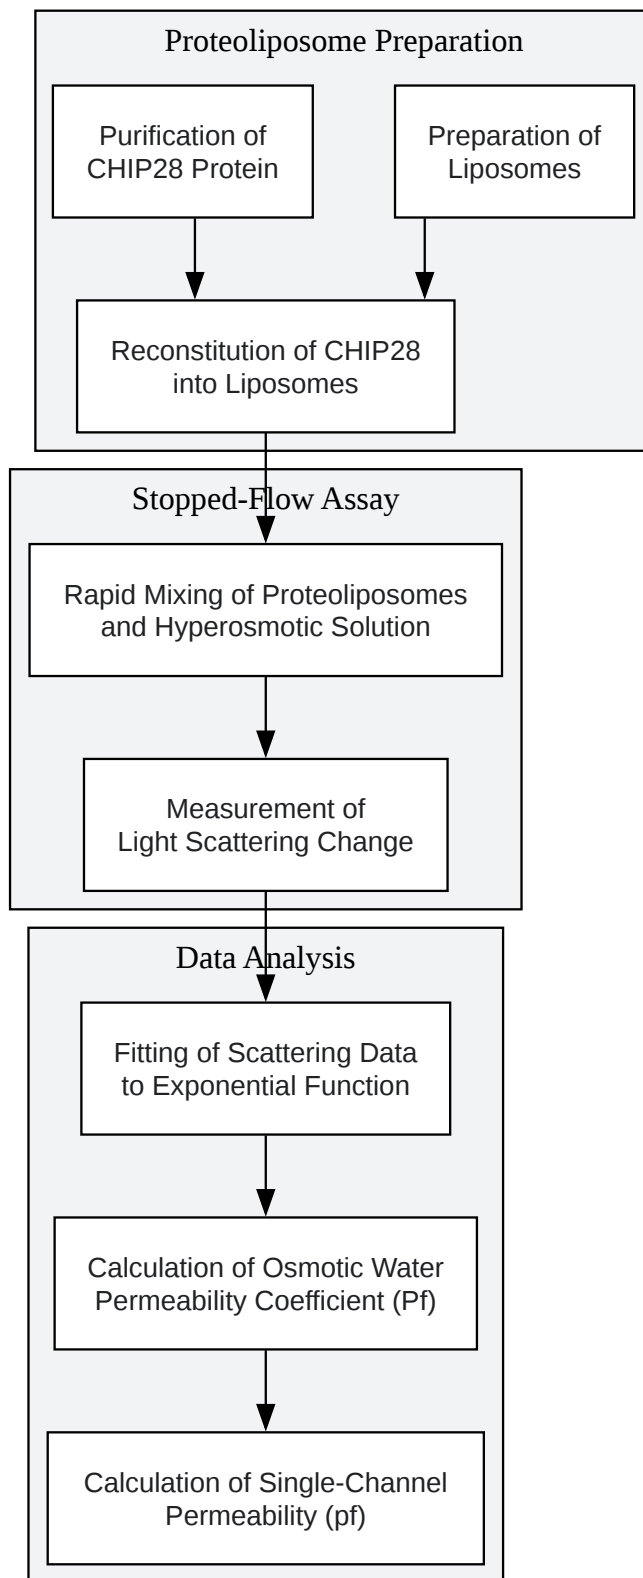 Proteoliposome Preparation
Purification of
CHIP28 Protein
Preparation of
Liposomes
Reconstitution of CHIP28
into Liposomes
Stopped-Flow Assay
Rapid Mixing of Proteoliposomes
and Hyperosmotic Solution
Measurement of
Light Scattering Change
Data Analysis
Fitting of Scattering Data
to Exponential Function
Calculation of Osmotic Water
Permeability Coefficient (Pf)
Calculation of Single-Channel
Permeability (pf)